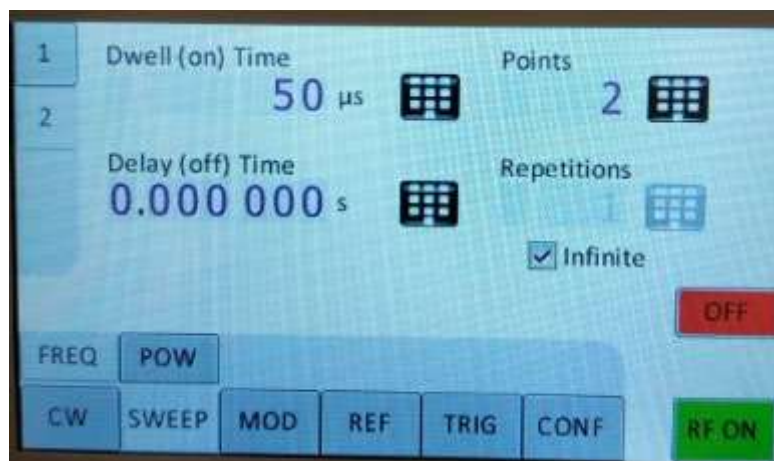 1
Dwell (on) Time
Points
50 µs
2
2
Delay (off) Time
Repetitions
0.000 000 s
1
Infinite
OFF
FREQ POW
CW SWEEP MOD REF TRIG CONF RF ON